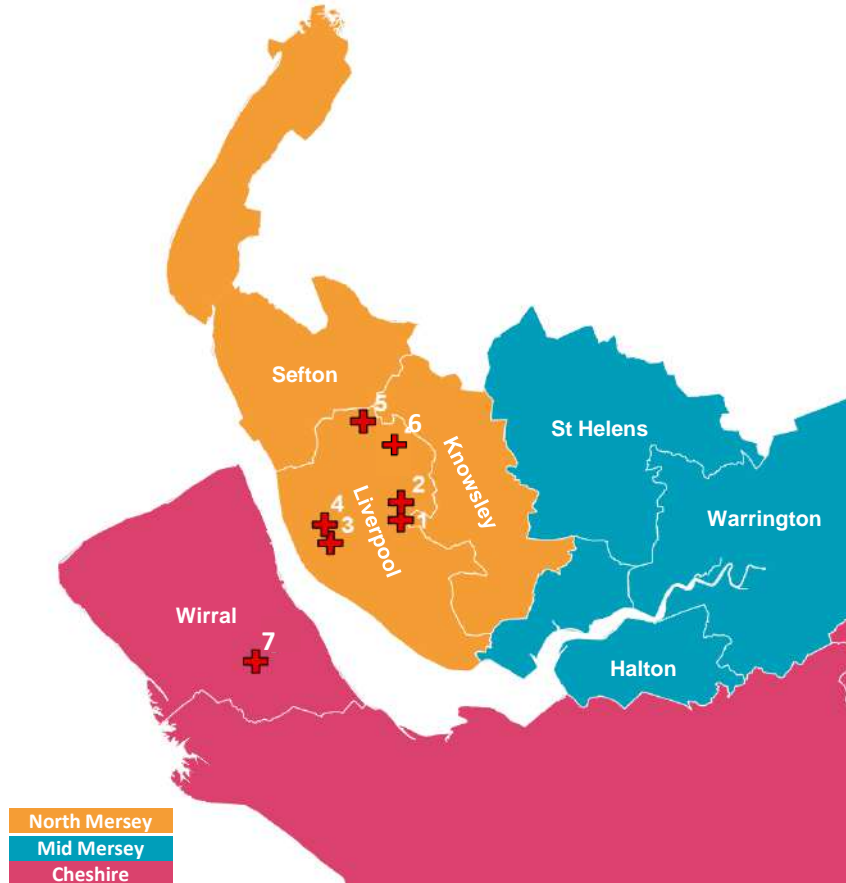 Sefton
5
6
Knowsley
St Helens
2
Liverpool
4
1
3
Warrington
Wirral
7
Halton
North Mersey
Mid Mersey
Cheshire